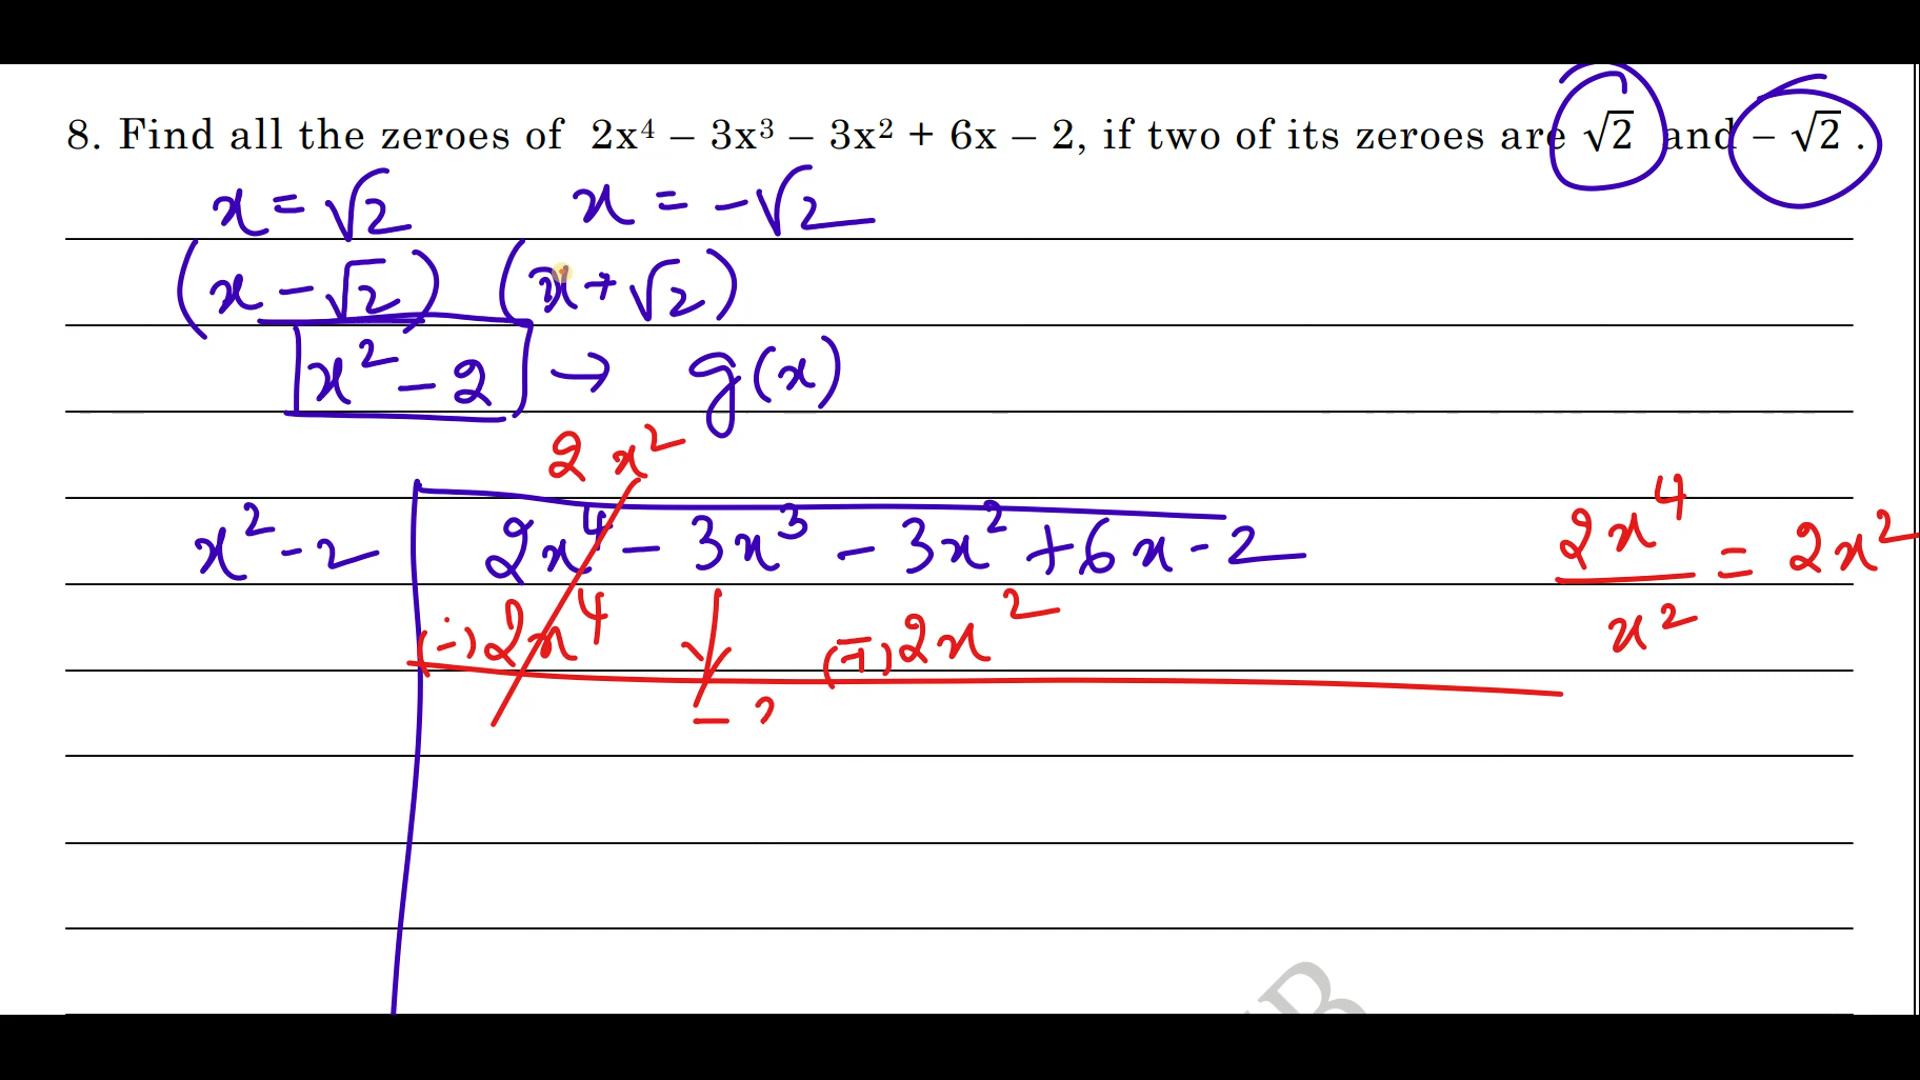 8. Find all the zeroes of 2x⁴ – 3x³ – 3x² + 6x – 2, if two of its zeroes are √2 and – √2 .
x = √2 x = -√2
(x - √2) (x + √2)
x² - 2 → g(x)
2x²
x² - 2 2x⁴ - 3x³ - 3x² + 6x - 2
2x⁴/x² = 2x²
(-) 2x⁴ 2x²
-
B